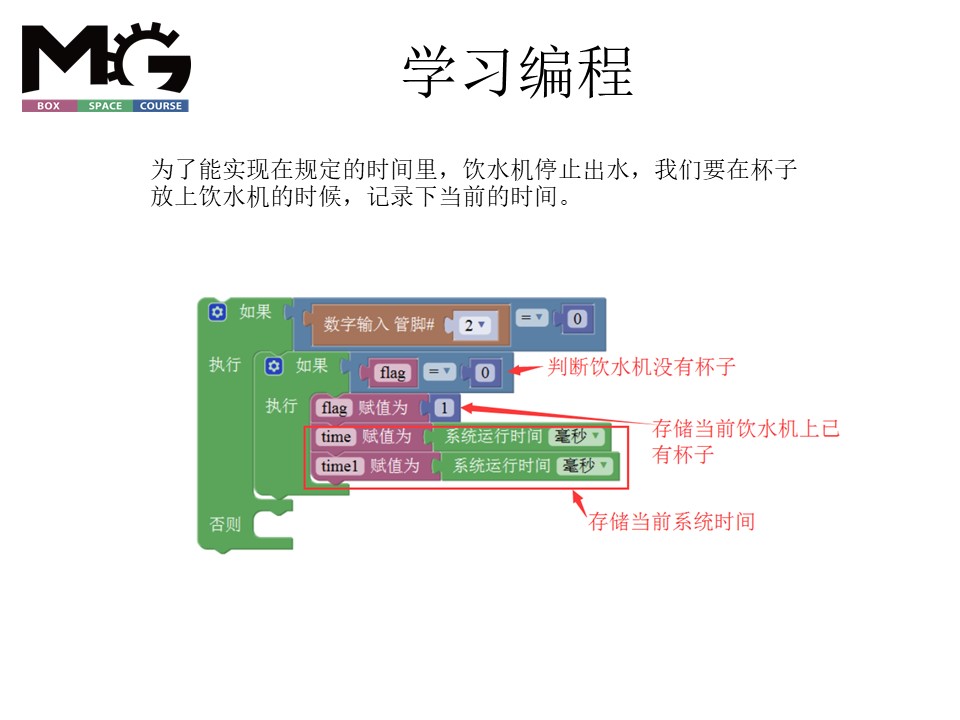 MG
BOX SPACE COURSE
学习编程
为了能实现在规定的时间里，饮水机停止出水，我们要在杯子
放上饮水机的时候，记录下当前的时间。
如果 数字输入 管脚# 2 = 0
执行 如果 flag = 0
判断饮水机没有杯子
执行 flag 赋值为 1
存储当前饮水机上已
有杯子
time 赋值为 系统运行时间 毫秒
time1 赋值为 系统运行时间 毫秒
否则
存储当前系统时间